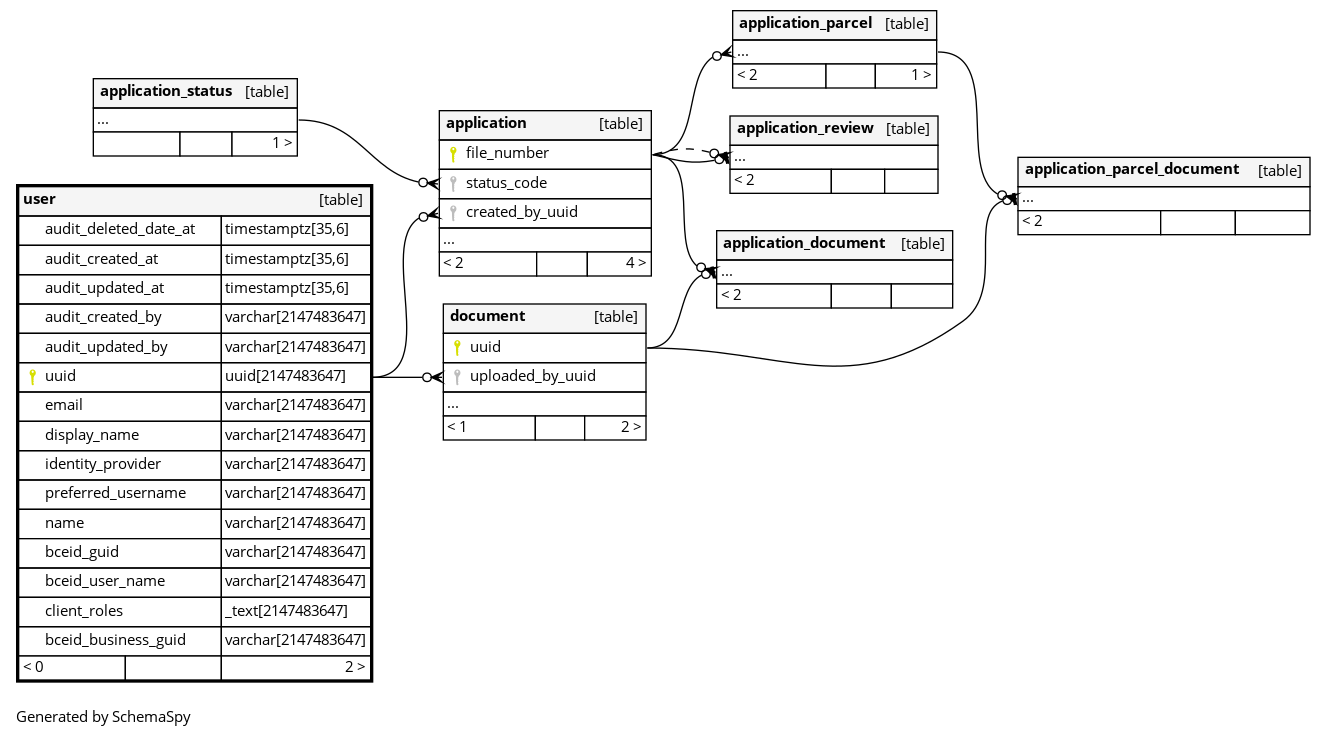 application_status [table]
...
1 >
user [table]
audit_deleted_date_at timestamptz[35,6]
audit_created_at timestamptz[35,6]
audit_updated_at timestamptz[35,6]
audit_created_by varchar[2147483647]
audit_updated_by varchar[2147483647]
uuid uuid[2147483647]
email varchar[2147483647]
display_name varchar[2147483647]
identity_provider varchar[2147483647]
preferred_username varchar[2147483647]
name varchar[2147483647]
bceid_guid varchar[2147483647]
bceid_user_name varchar[2147483647]
client_roles _text[2147483647]
bceid_business_guid varchar[2147483647]
< 0 2 >
application [table]
file_number
status_code
created_by_uuid
...
< 2 4 >
document [table]
uuid
uploaded_by_uuid
...
< 1 2 >
application_parcel [table]
...
< 2 1 >
application_review [table]
...
< 2
application_document [table]
...
< 2
application_parcel_document [table]
...
< 2
Generated by SchemaSpy